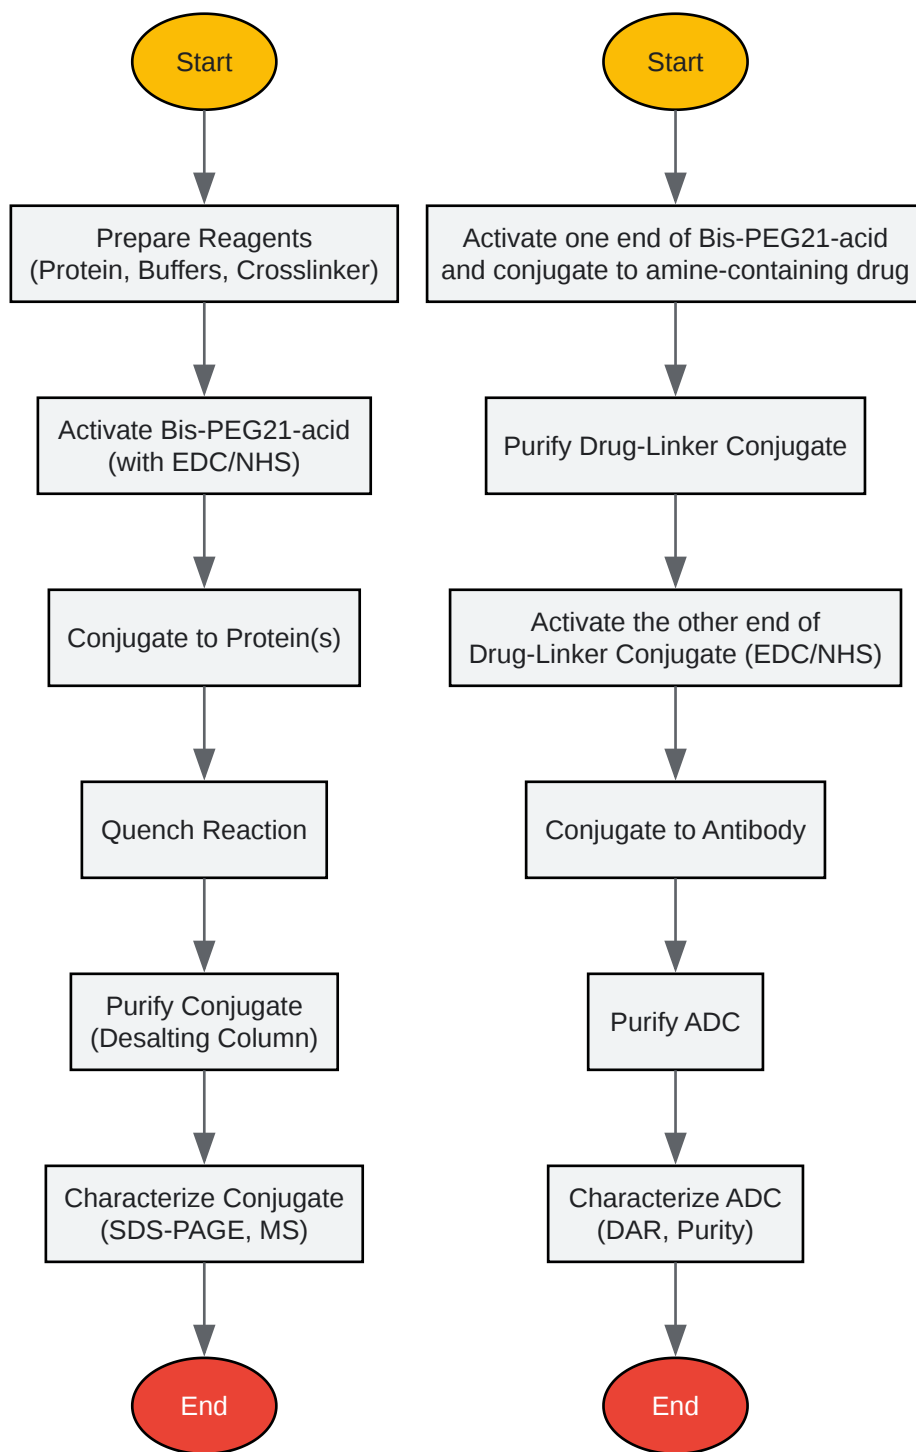 Start
Prepare Reagents
(Protein, Buffers, Crosslinker)
Activate Bis-PEG21-acid
(with EDC/NHS)
Conjugate to Protein(s)
Quench Reaction
Purify Conjugate
(Desalting Column)
Characterize Conjugate
(SDS-PAGE, MS)
End
Start
Activate one end of Bis-PEG21-acid
and conjugate to amine-containing drug
Purify Drug-Linker Conjugate
Activate the other end of
Drug-Linker Conjugate (EDC/NHS)
Conjugate to Antibody
Purify ADC
Characterize ADC
(DAR, Purity)
End